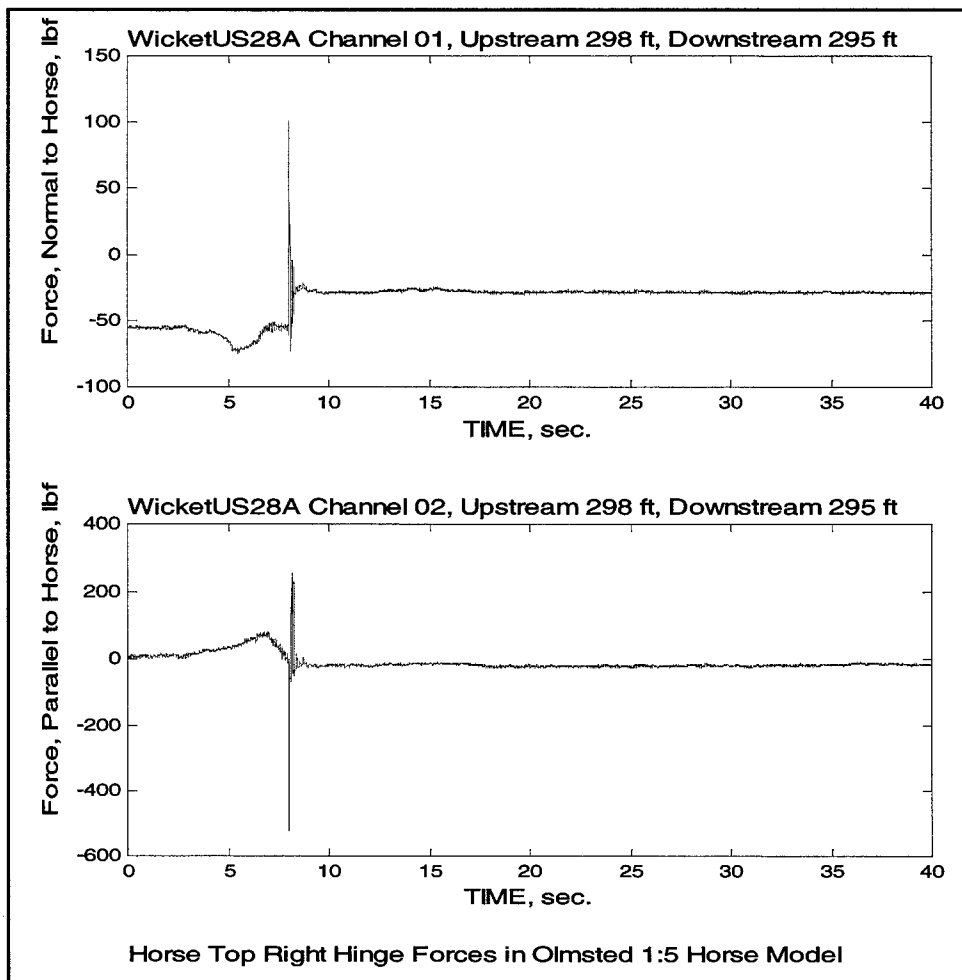 WicketUS28A Channel 01, Upstream 298 ft, Downstream 295 ft
Force, Normal to Horse, lbf
150
100
50
0
-50
-100
0 5 10 15 20 25 30 35 40
TIME, sec.
WicketUS28A Channel 02, Upstream 298 ft, Downstream 295 ft
Force, Parallel to Horse, lbf
400
200
0
-200
-400
-600
0 5 10 15 20 25 30 35 40
TIME, sec.
Horse Top Right Hinge Forces in Olmsted 1:5 Horse Model